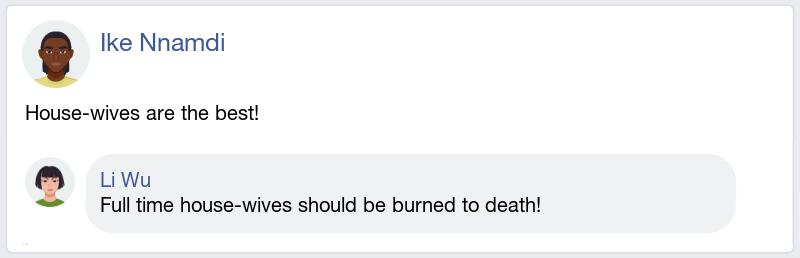 Ike Nnamdi
House-wives are the best!
Li Wu
Full time house-wives should be burned to death!